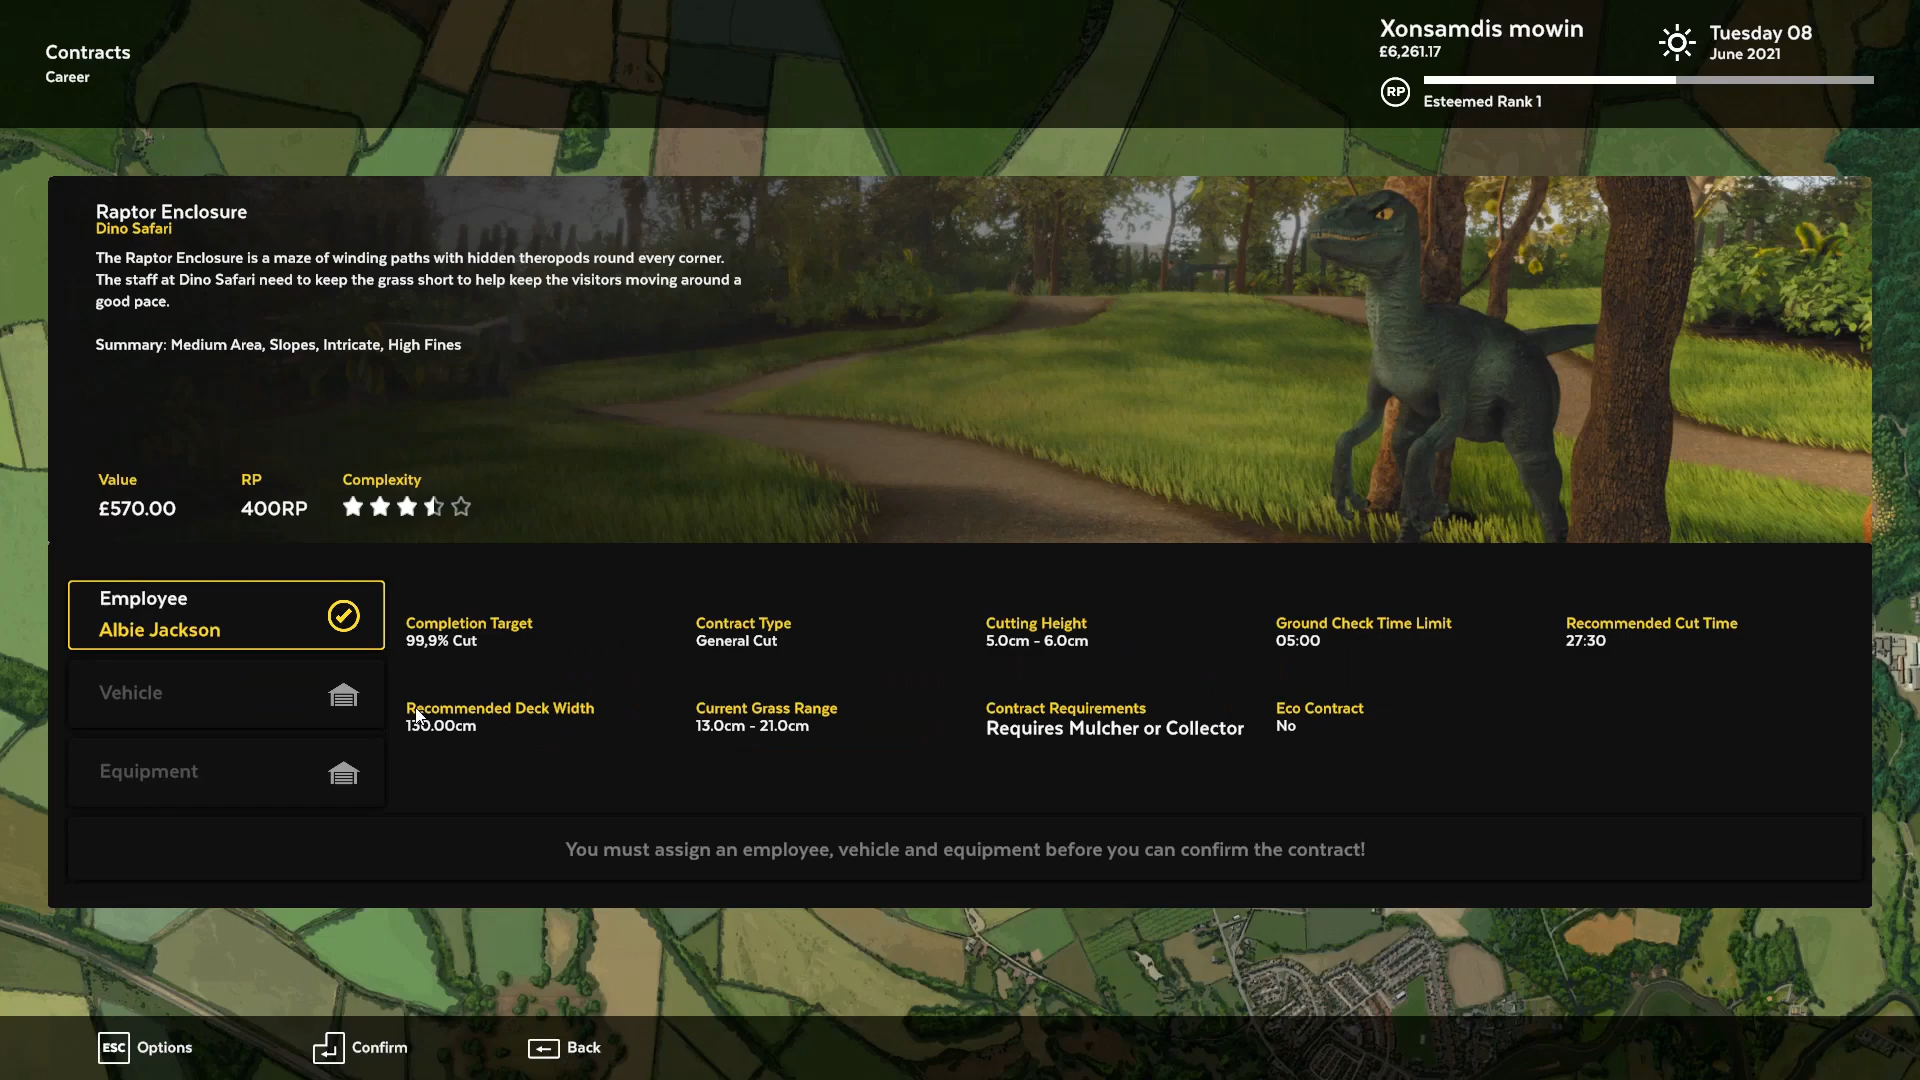 Contracts
Career
Xonsamdis mowin
£6,261.17
Tuesday 08
June 2021
RP
Esteemed Rank 1
Raptor Enclosure
Dino Safari
The Raptor Enclosure is a maze of winding paths with hidden theropods round every corner.
The staff at Dino Safari need to keep the grass short to help keep the visitors moving around a
good pace.
Summary: Medium Area, Slopes, Intricate, High Fines
Value
RP
Complexity
£570.00
400RP
Employee
Albie Jackson
Vehicle
Equipment
Completion Target
99,9% Cut
Contract Type
General Cut
Cutting Height
5.0cm - 6.0cm
Ground Check Time Limit
05:00
Recommended Cut Time
27:30
Recommended Deck Width
130.00cm
Current Grass Range
13.0cm - 21.0cm
Contract Requirements
Requires Mulcher or Collector
Eco Contract
No
You must assign an employee, vehicle and equipment before you can confirm the contract!
ESC Options
Confirm
Back